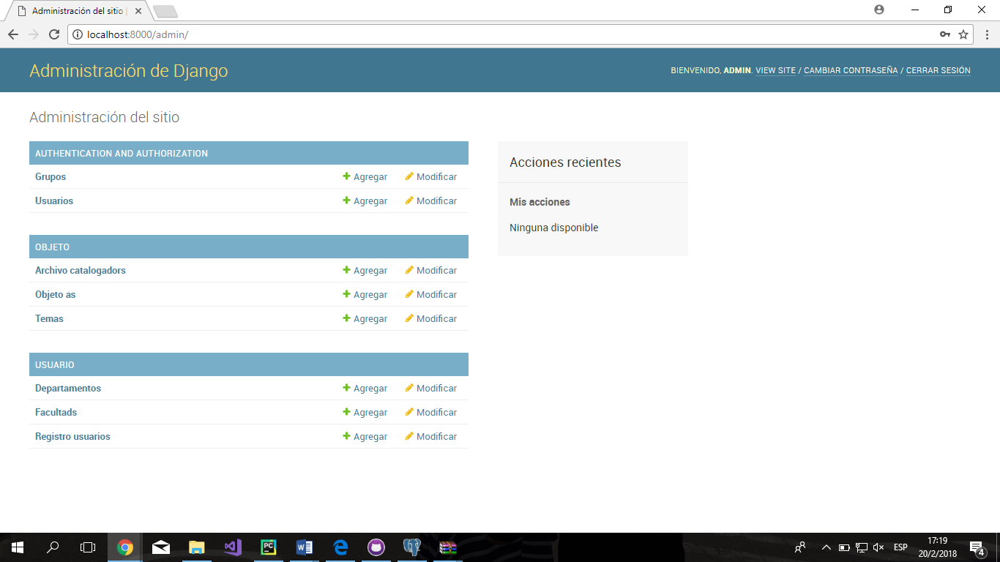 Administración del sitio |
localhost:8000/admin/
Administración de Django
BIENVENIDO, ADMIN. VIEW SITE / CAMBIAR CONTRASEÑA / CERRAR SESIÓN
Administración del sitio
AUTHENTICATION AND AUTHORIZATION
Grupos Agregar Modificar
Usuarios Agregar Modificar
OBJETO
Archivo catalogadors Agregar Modificar
Objeto as Agregar Modificar
Temas Agregar Modificar
USUARIO
Departamentos Agregar Modificar
Facultads Agregar Modificar
Registro usuarios Agregar Modificar
Acciones recientes
Mis acciones
Ninguna disponible
PC
ESP
17:19
20/2/2018
4